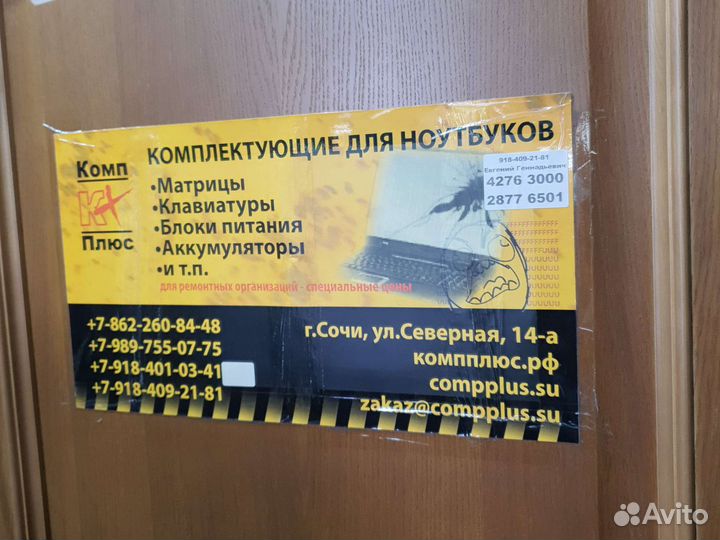 Комп
КОМПЛЕКТУЮЩИЕ ДЛЯ НОУТБУКОВ
Плюс
•Матрицы
•Клавиатуры
•Блоки питания
•Аккумуляторы
•и т.п.
для ремонтных организаций - специальные цены
918-409-21-81
Евгений Геннадьевич
4276 3000
2877 6501
+7-862-260-84-48
+7-989-755-07-75
+7-918-401-03-41
+7-918-409-21-81
г.Сочи, ул.Северная, 14-а
компплюс.рф
compplus.su
zakaz@compplus.su
Avito